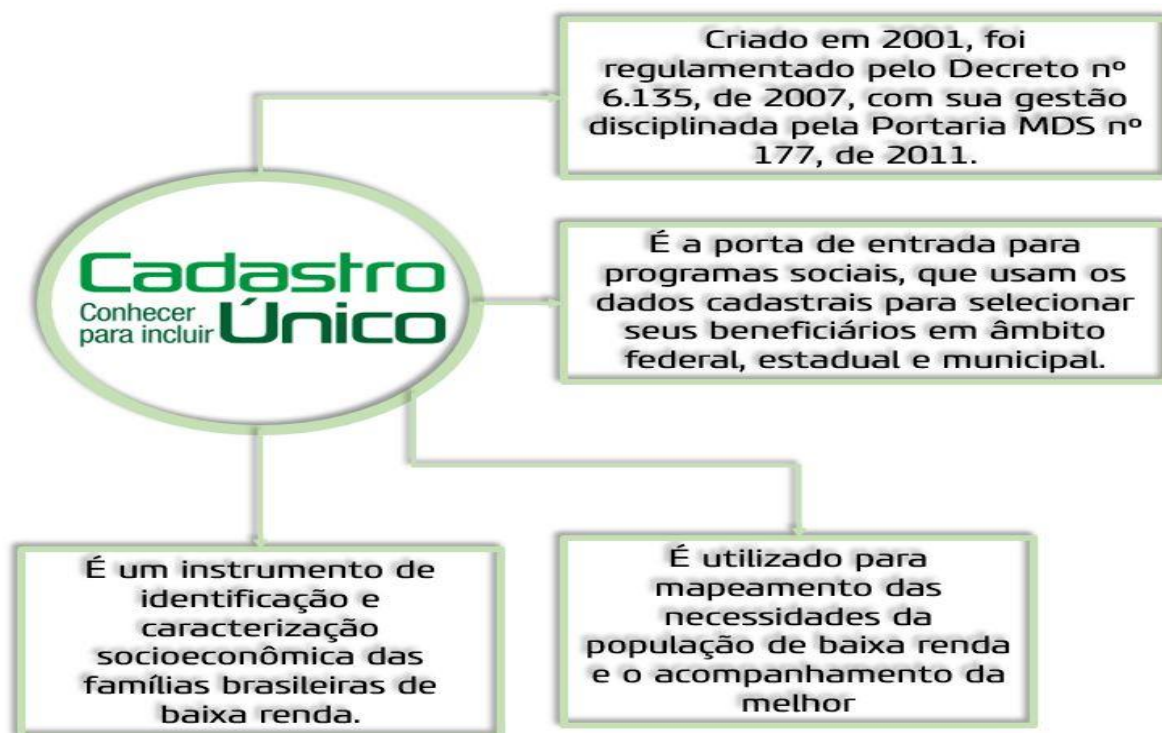 Criado em 2001, foi
regulamentado pelo Decreto nº
6.135, de 2007, com sua gestão
disciplinada pela Portaria MDS nº
177, de 2011.
Cadastro
Conhecer
para incluir Único
É a porta de entrada para
programas sociais, que usam os
dados cadastrais para selecionar
seus beneficiários em âmbito
federal, estadual e municipal.
É um instrumento de
identificação e
caracterização
socioeconômica das
famílias brasileiras de
baixa renda.
É utilizado para
mapeamento das
necessidades da
população de baixa renda
e o acompanhamento da
melhor